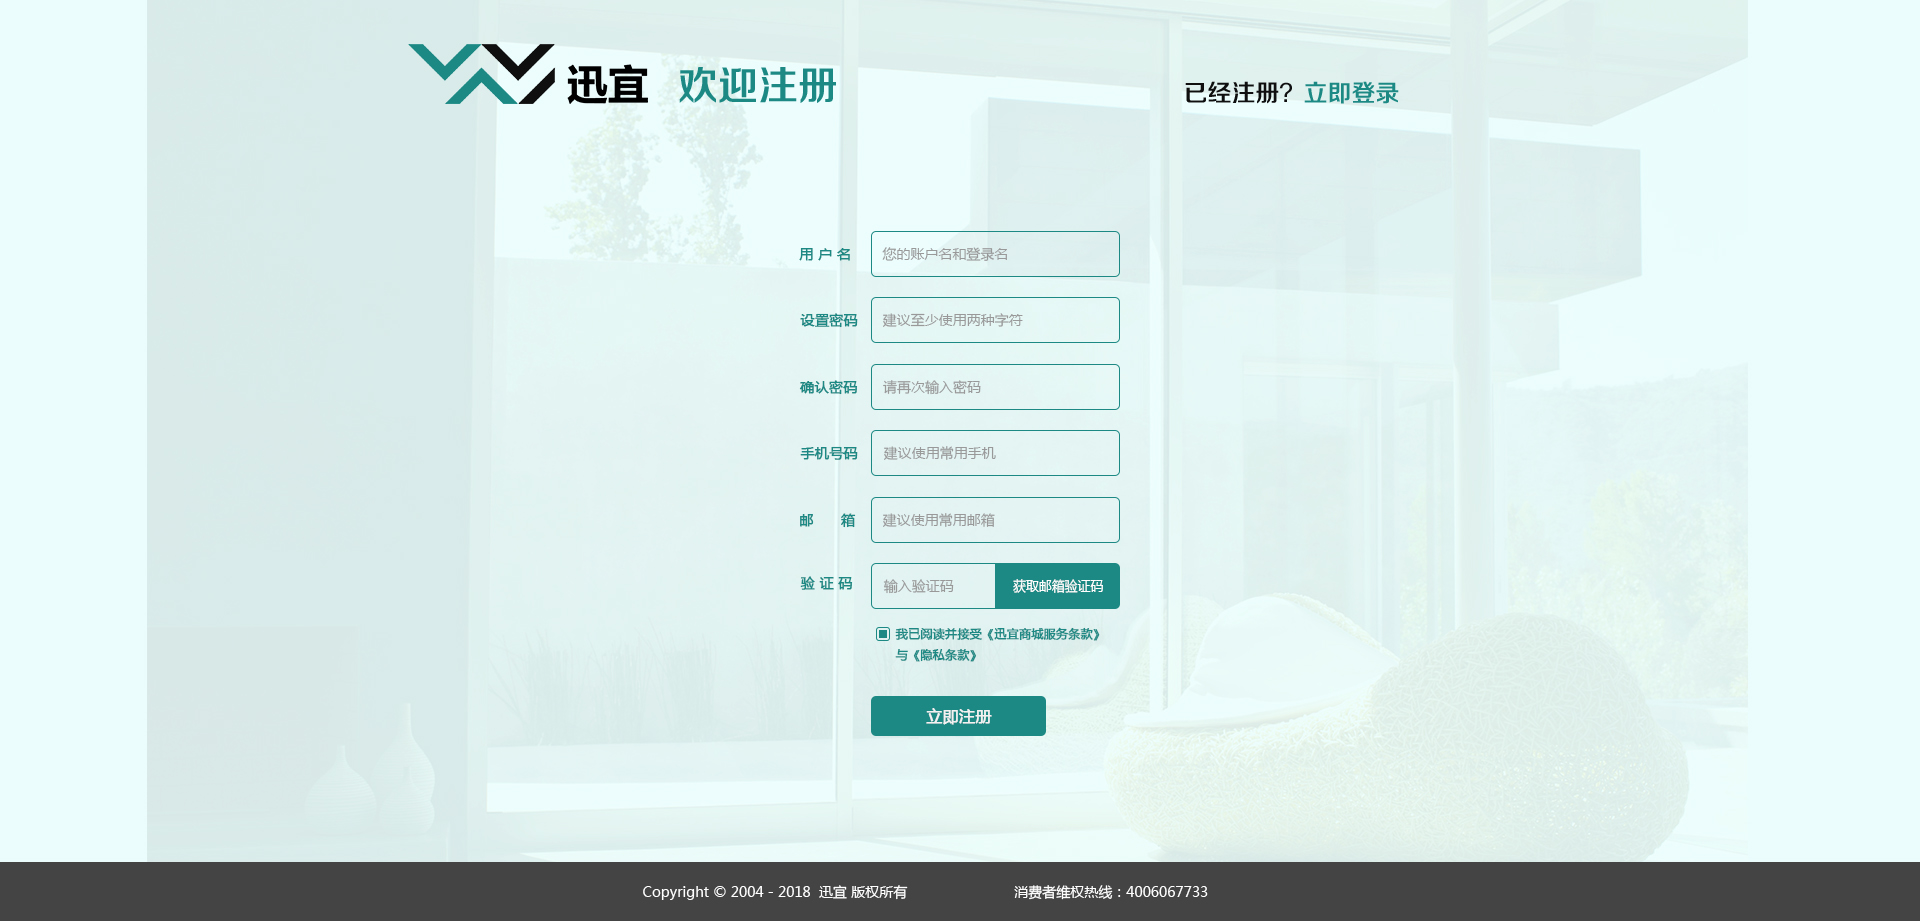 迅宜 欢迎注册
已经注册? 立即登录
用户名 您的账户名和登录名
设置密码 建议至少使用两种字符
确认密码 请再次输入密码
手机号码 建议使用常用手机
邮箱 建议使用常用邮箱
验证码 输入验证码 获取邮箱验证码
我已阅读并接受《迅宜商城服务条款》
与《隐私条款》
立即注册
Copyright © 2004 - 2018 迅宜 版权所有 消费者维权热线 : 4006067733